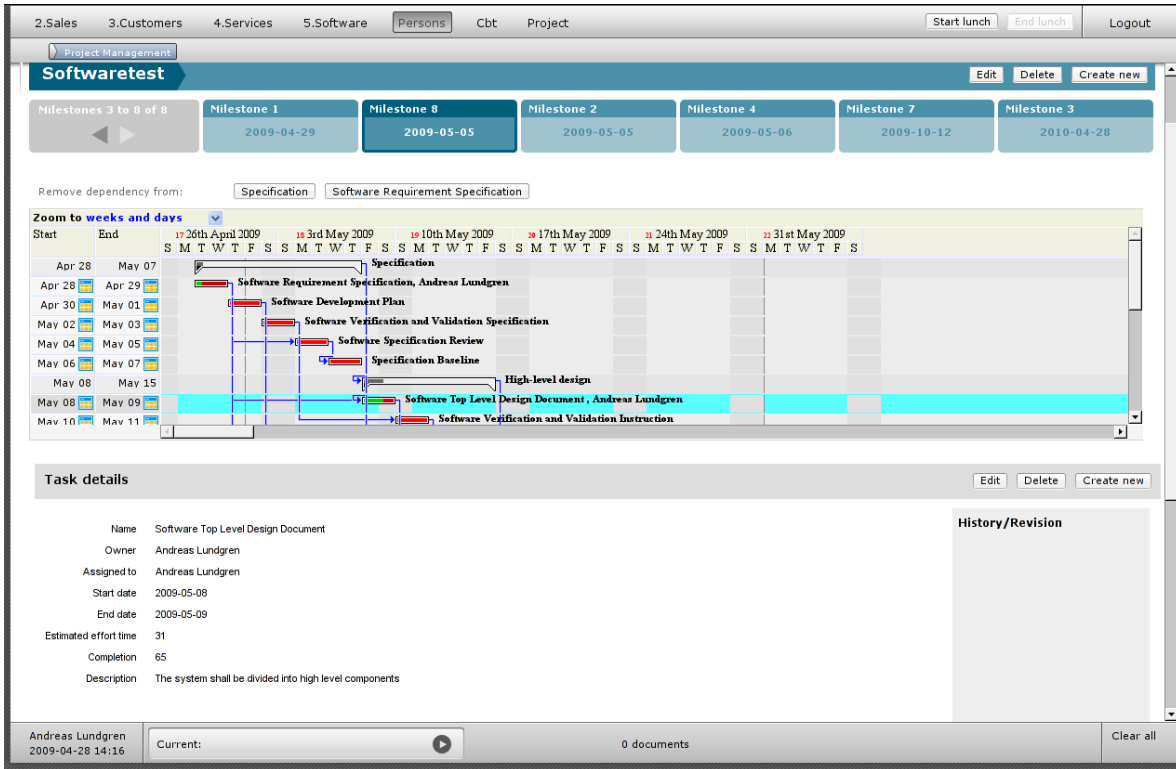 2.Sales 3.Customers 4.Services 5.Software Persons Cbt Project Start lunch End lunch Logout
Project Management
Softwaretest Edit Delete Create new
Milestones 3 to 8 of 8 Milestone 1 Milestone 8 Milestone 2 Milestone 4 Milestone 7 Milestone 3
2009-04-29 2009-05-05 2009-05-05 2009-05-06 2009-10-12 2010-04-28
Remove dependency from: Specification Software Requirement Specification
Zoom to weeks and days
Start End 17 26th April 2009 18 3rd May 2009 19 10th May 2009 20 17th May 2009 21 24th May 2009 22 31st May 2009
S M T W T F S S M T W T F S S M T W T F S S M T W T F S S M T W T F S S M T W T F S
Apr 28 May 07 Specification
Apr 28 Apr 29 Software Requirement Specification, Andreas Lundgren
Apr 30 May 01 Software Development Plan
May 02 May 03 Software Verification and Validation Specification
May 04 May 05 Software Specification Review
May 06 May 07 Specification Baseline
May 08 May 15 High-level design
May 08 May 09 Software Top Level Design Document , Andreas Lundgren
May 10 May 11 Software Verification and Validation Instruction
Task details Edit Delete Create new
History/Revision
Name Software Top Level Design Document
Owner Andreas Lundgren
Assigned to Andreas Lundgren
Start date 2009-05-08
End date 2009-05-09
Estimated effort time 31
Completion 65
Description The system shall be divided into high level components
Andreas Lundgren
2009-04-28 14:16 Current: 0 documents Clear all